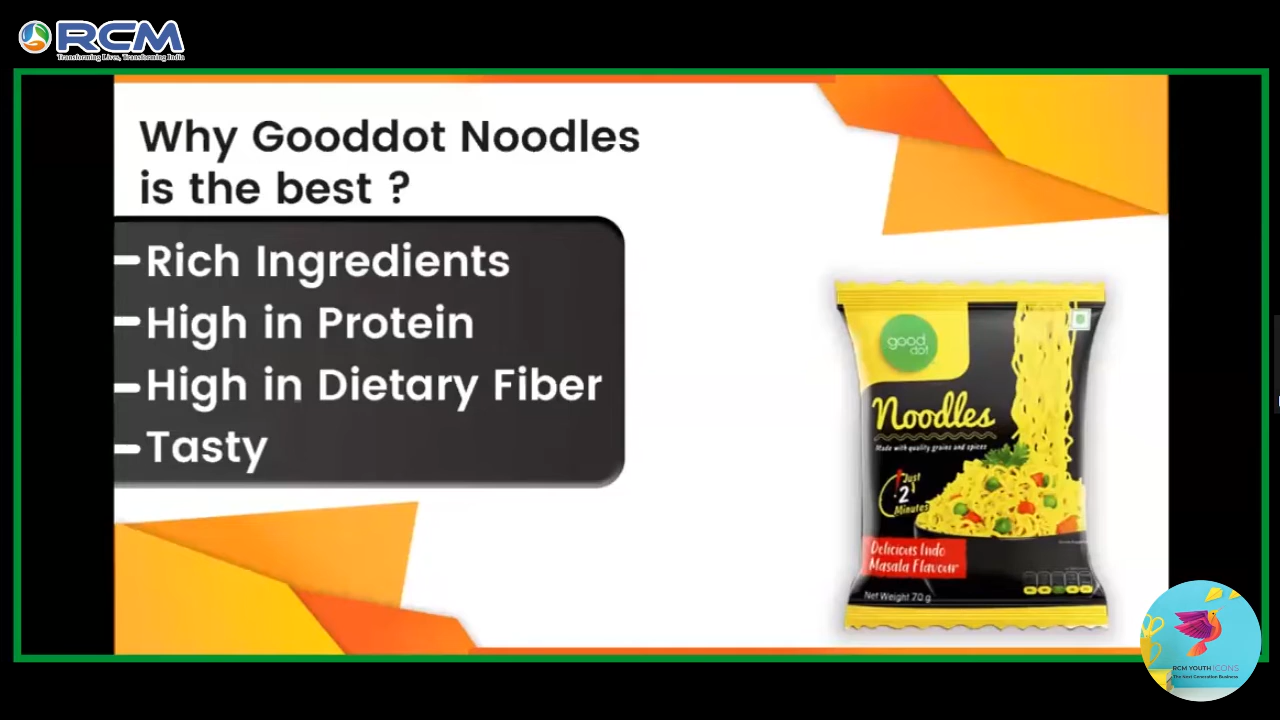 RCM
Transforming Lives, Transforming India
Why Gooddot Noodles
is the best ?
Rich Ingredients
High in Protein
High in Dietary Fiber
Tasty
good
dot
Noodles
Made with quality grains and spices
Just
2
Minutes
Delicious Indo
Masala Flavour
Net Weight 70 g
RCM YOUTH ICONS
The Next Generation Business